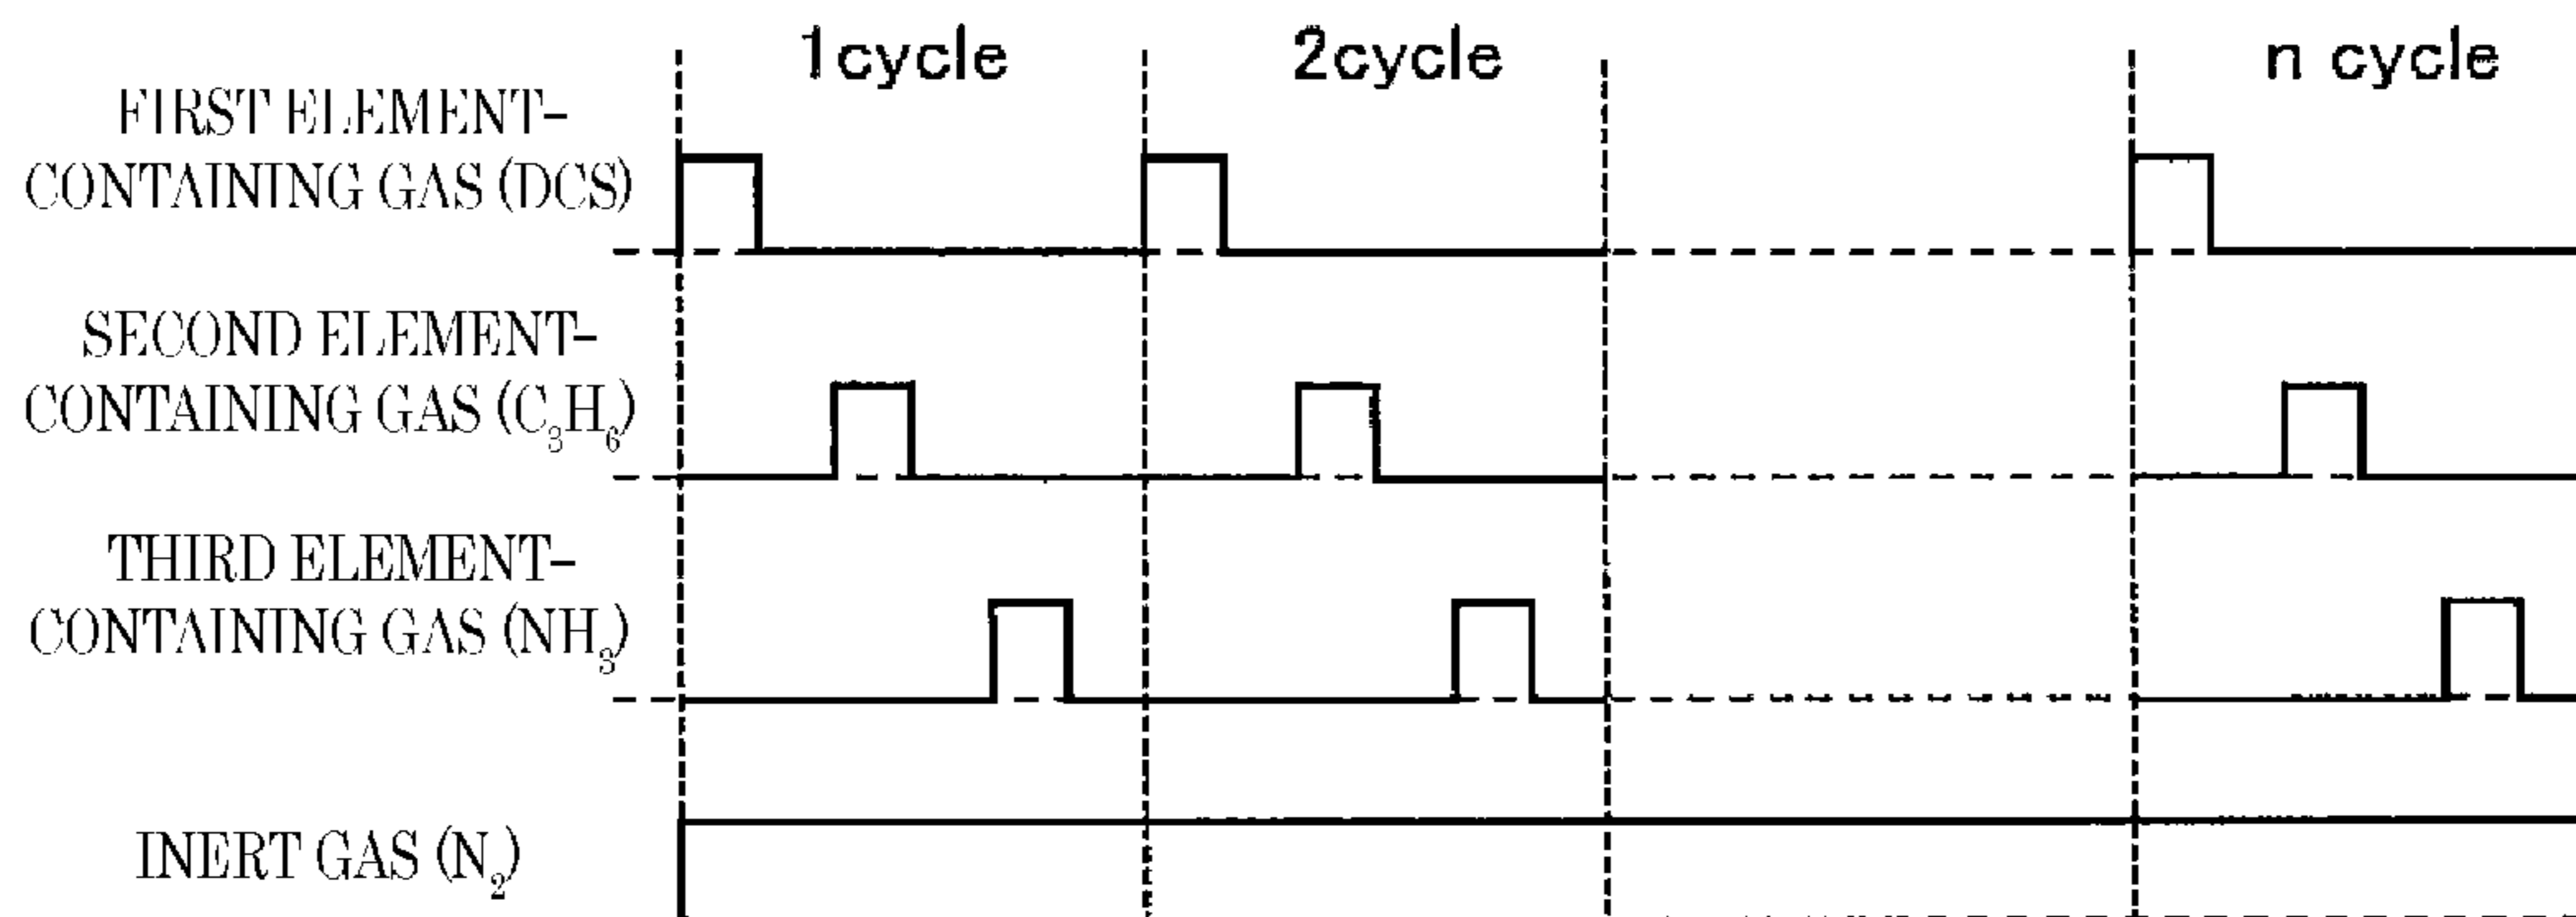 1cycle 2cycle n cycle
FIRST ELEMENT-
CONTAINING GAS (DCS)
SECOND ELEMENT-
CONTAINING GAS (C₃H₆)
THIRD ELEMENT-
CONTAINING GAS (NH₃)
INERT GAS (N₂)